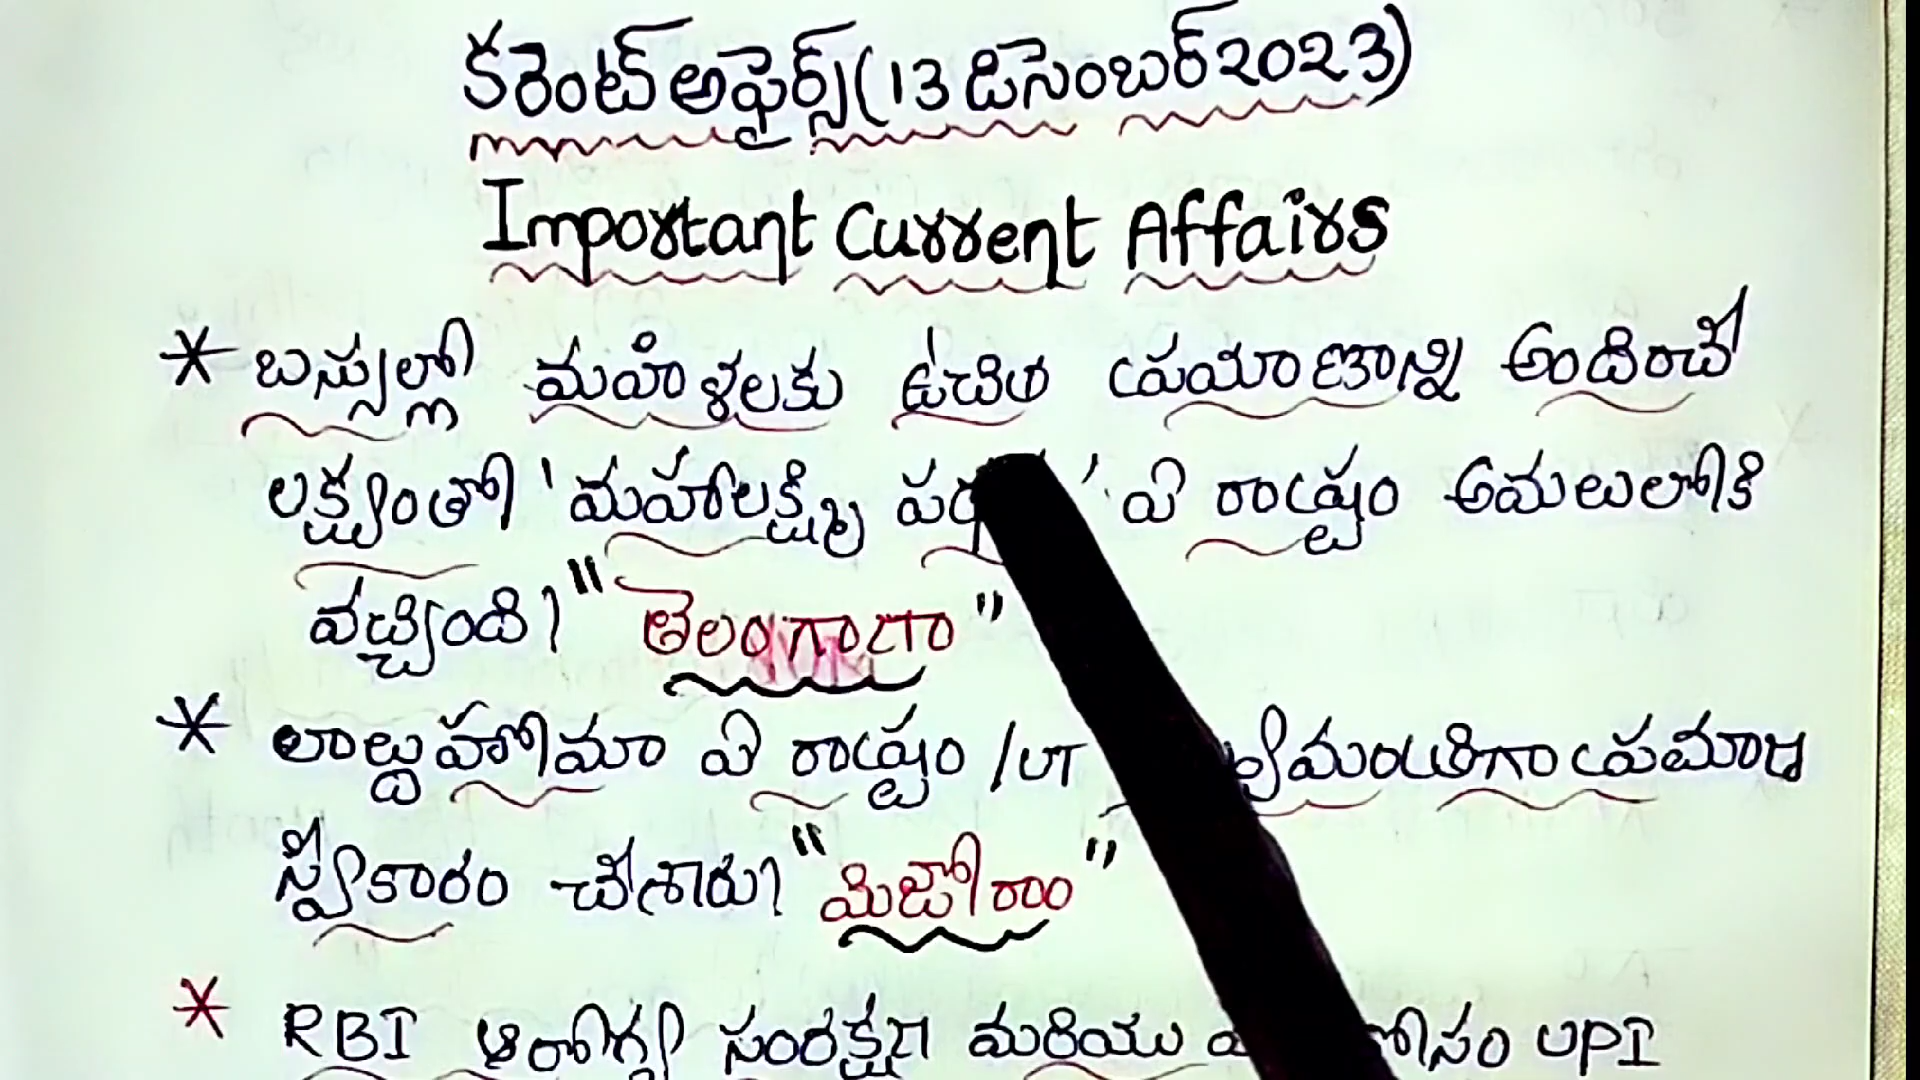 కరెంట్ అఫైర్స్ (13 డిసెంబర్ 2023)
Important Current Affairs
* బస్సుల్లో మహిళలకు ఉచిత ప్రయాణాన్ని అందించే
లక్ష్యంతో 'మహాలక్ష్మి ' ఏ రాష్ట్రం అమలులోకి
వచ్చింది? "తెలంగాణా"
* లాల్దుహోమా ఏ రాష్ట్రం /UT ప్రమాణ
స్వీకారం చేశారు? "మిజోరాం"
* RBI ఆరోగ్య సంరక్షణ మరియు UPI